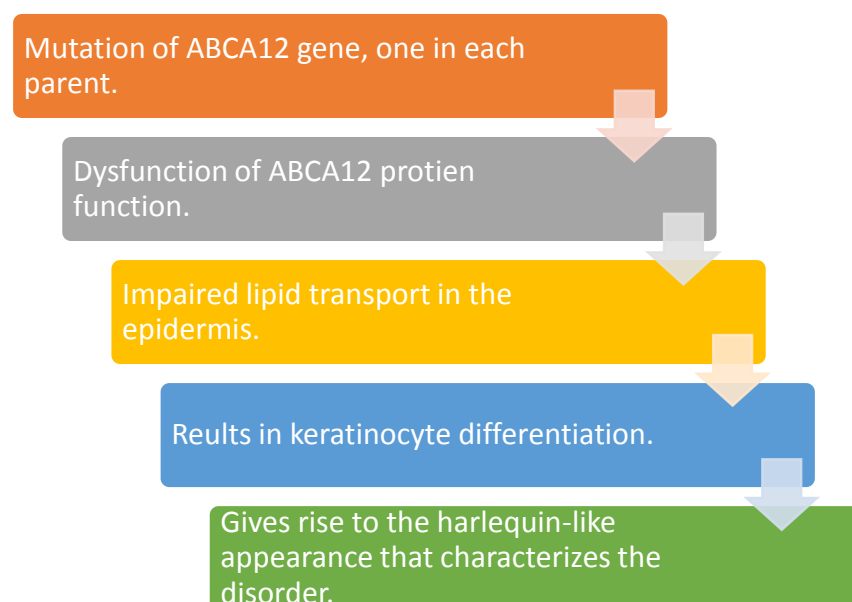 Mutation of ABCA12 gene, one in each
parent.
Dysfunction of ABCA12 protien
function.
Impaired lipid transport in the
epidermis.
Reults in keratinocyte differentiation.
Gives rise to the harlequin-like
appearance that characterizes the
disorder.